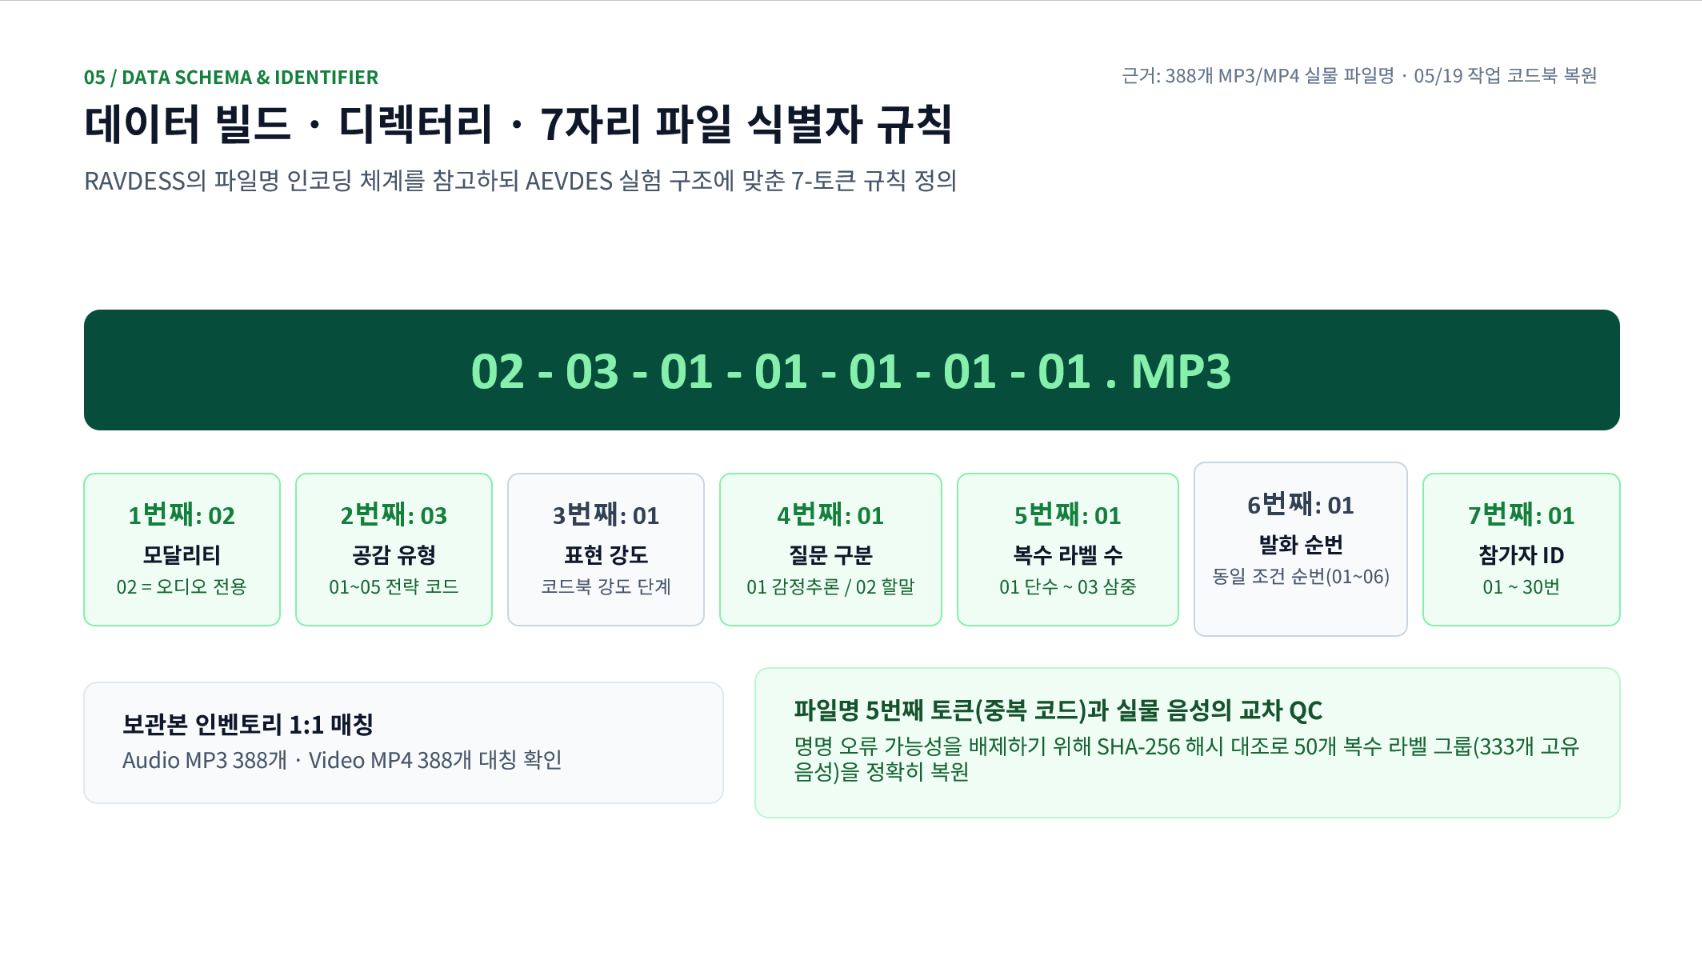 05 / DATA SCHEMA & IDENTIFIER
근거: 388개 MP3/MP4 실물 파일명 · 05/19 작업 코드북 복원
데이터 빌드 · 디렉터리 · 7자리 파일 식별자 규칙
RAVDESS의 파일명 인코딩 체계를 참고하되 AEVDES 실험 구조에 맞춘 7-토큰 규칙 정의
02 - 03 - 01 - 01 - 01 - 01 - 01 . MP3
1번째: 02
모달리티
02 = 오디오 전용
2번째: 03
공감 유형
01~05 전략 코드
3번째: 01
표현 강도
코드북 강도 단계
4번째: 01
질문 구분
01 감정추론 / 02 할말
5번째: 01
복수 라벨 수
01 단수 ~ 03 삼중
6번째: 01
발화 순번
동일 조건 순번(01~06)
7번째: 01
참가자 ID
01 ~ 30번
보관본 인벤토리 1:1 매칭
Audio MP3 388개 · Video MP4 388개 대칭 확인
파일명 5번째 토큰(중복 코드)과 실물 음성의 교차 QC
명명 오류 가능성을 배제하기 위해 SHA-256 해시 대조로 50개 복수 라벨 그룹(333개 고유
음성)을 정확히 복원